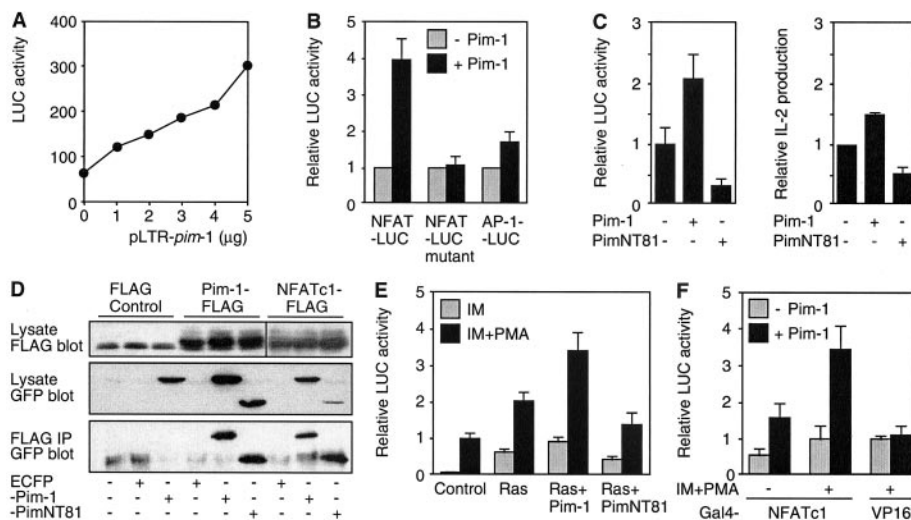 A
LUC activity
400
300
200
100
0
0 1 2 3 4 5
pLTR-pim-1 (µg)
B
Relative LUC activity
5
4
3
2
1
0
- Pim-1
+ Pim-1
NFAT
-LUC
NFAT
-LUC
mutant
AP-1
-LUC
C
Relative LUC activity
3
2
1
0
Pim-1 - + -
PimNT81 - - +
Relative IL-2 production
3
2
1
0
Pim-1 - + -
PimNT81 - - +
D
FLAG
Control
Pim-1-
FLAG
NFATc1-
FLAG
Lysate
FLAG blot
Lysate
GFP blot
FLAG IP
GFP blot
ECFP - + - - + - + - -
-Pim-1 - - + - + - - + -
-PimNT81 - - - - - + - - +
E
Relative LUC activity
5
4
3
2
1
0
IM
IM+PMA
Control
Ras
Ras+
Pim-1
Ras+
PimNT81
F
Relative LUC activity
5
4
3
2
1
0
- Pim-1
+ Pim-1
IM+PMA - + +
Gal4- NFATc1 VP16